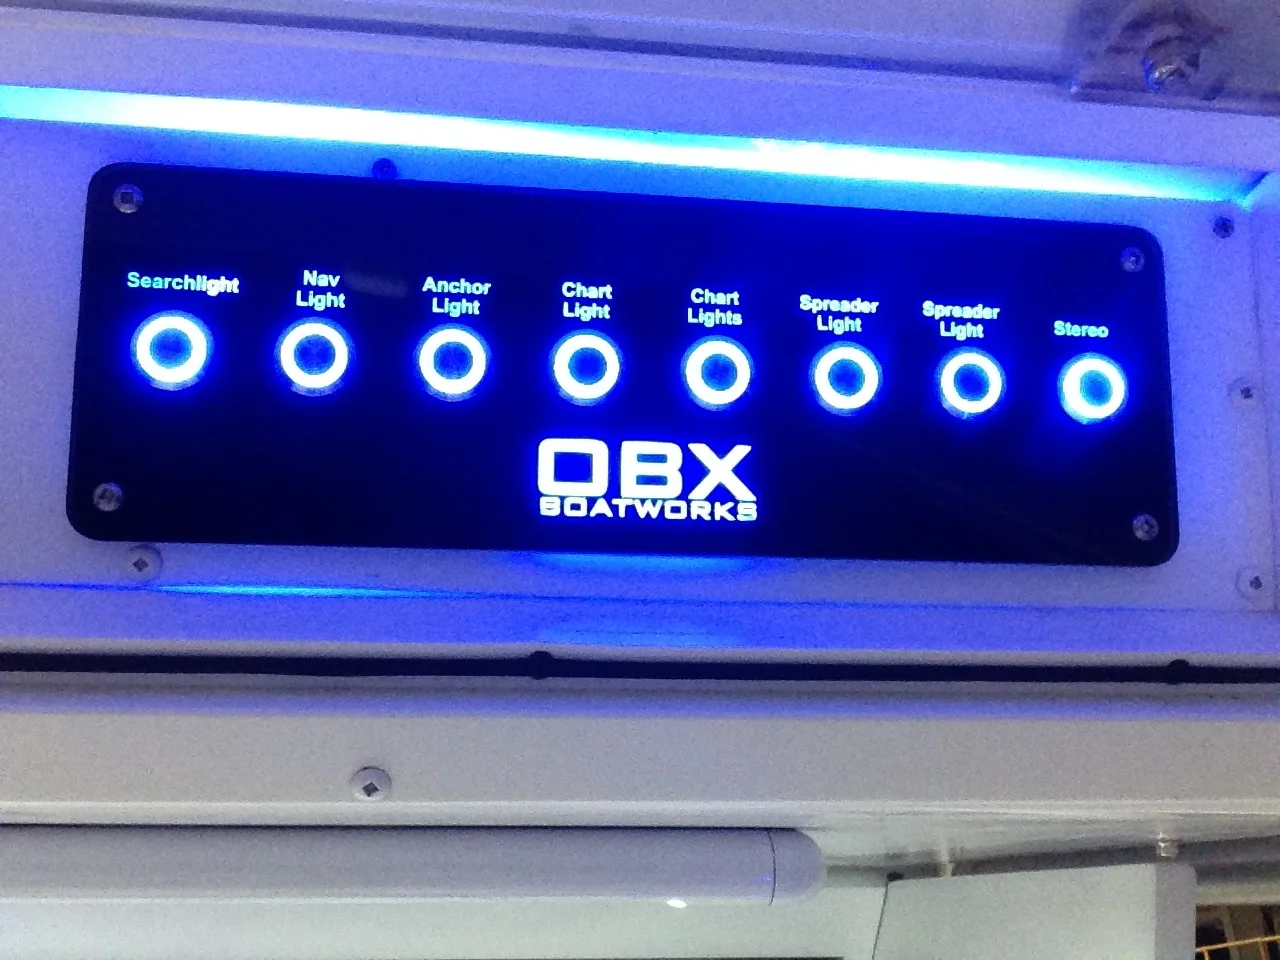 Searchlight
Nav
Light
Anchor
Light
Chart
Light
Chart
Lights
Spreader
Light
Spreader
Light
Stereo
OBX
BOATWORKS